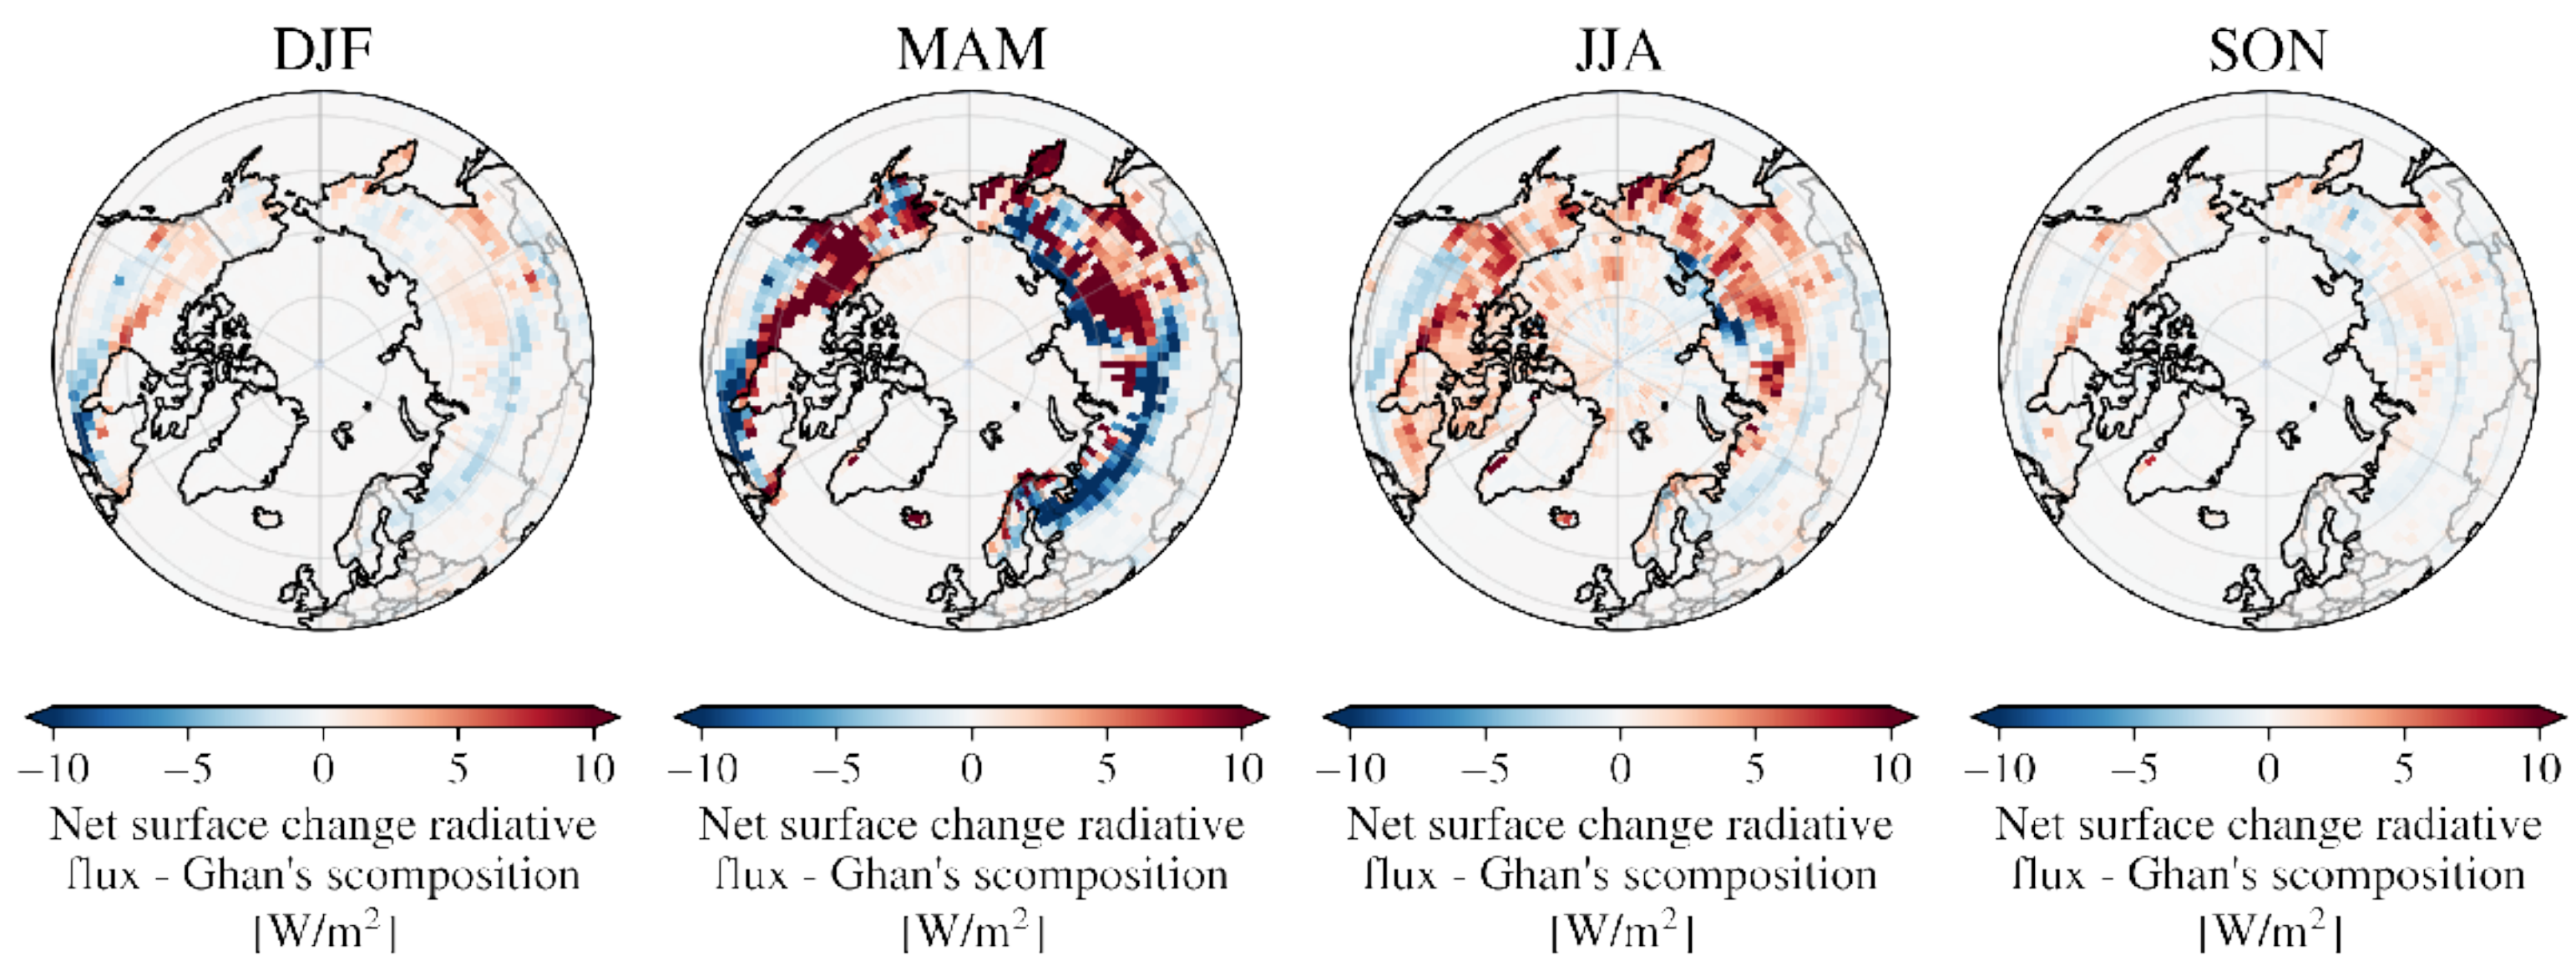 DJF
MAM
JJA
SON
−10 −5 0 5 10
−10 −5 0 5 10
−10 −5 0 5 10
−10 −5 0 5 10
Net surface change radiative
flux - Ghan's scomposition
[W/m²]
Net surface change radiative
flux - Ghan's scomposition
[W/m²]
Net surface change radiative
flux - Ghan's scomposition
[W/m²]
Net surface change radiative
flux - Ghan's scomposition
[W/m²]